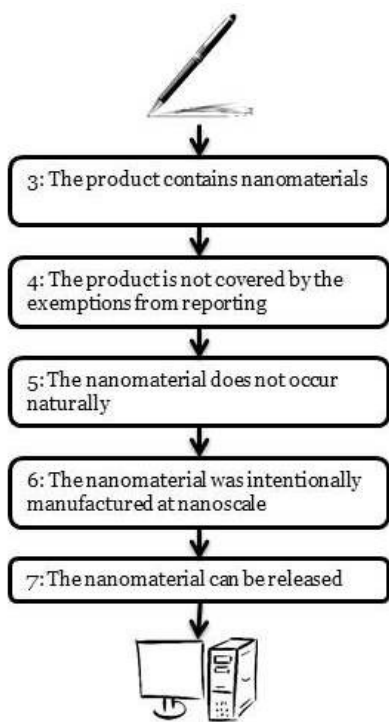 3: The product contains nanomaterials
4: The product is not covered by the
exemptions from reporting
5: The nanomaterial does not occur
naturally
6: The nanomaterial was intentionally
manufactured at nanoscale
7: The nanomaterial can be released